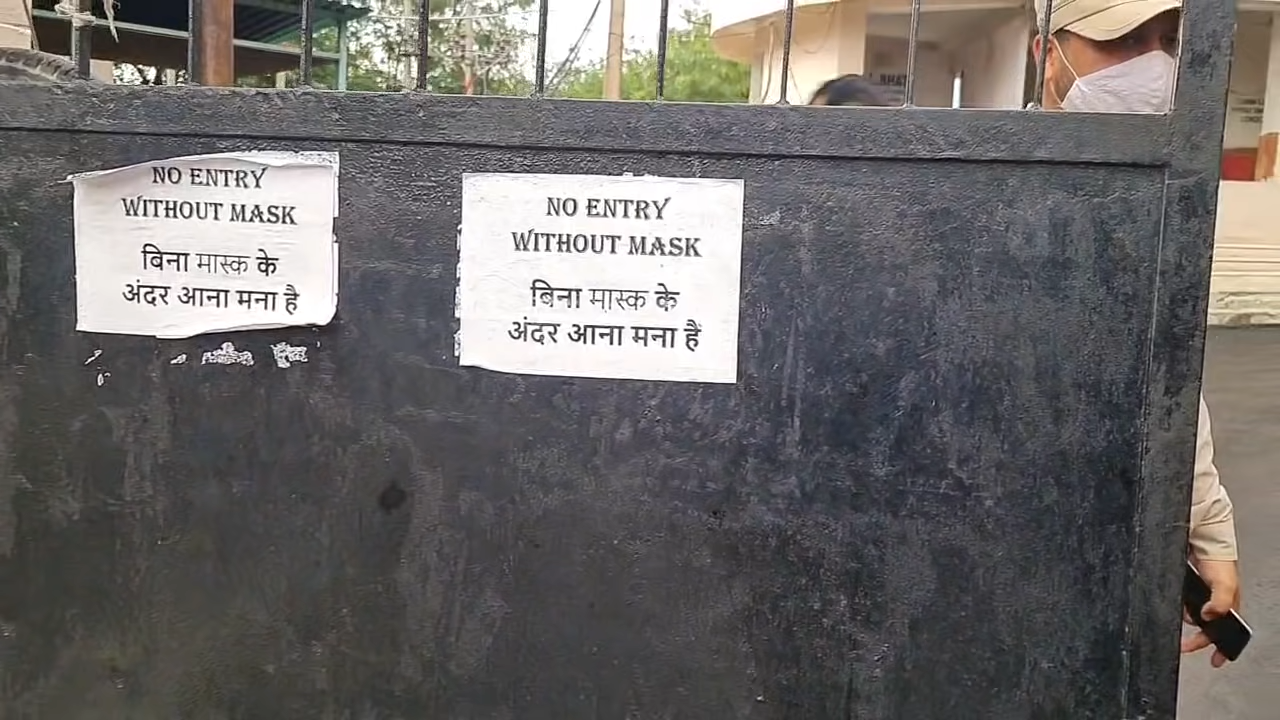 NO ENTRY
WITHOUT MASK
बिना मास्क के
अंदर आना मना है
NO ENTRY
WITHOUT MASK
बिना मास्क के
अंदर आना मना हैं